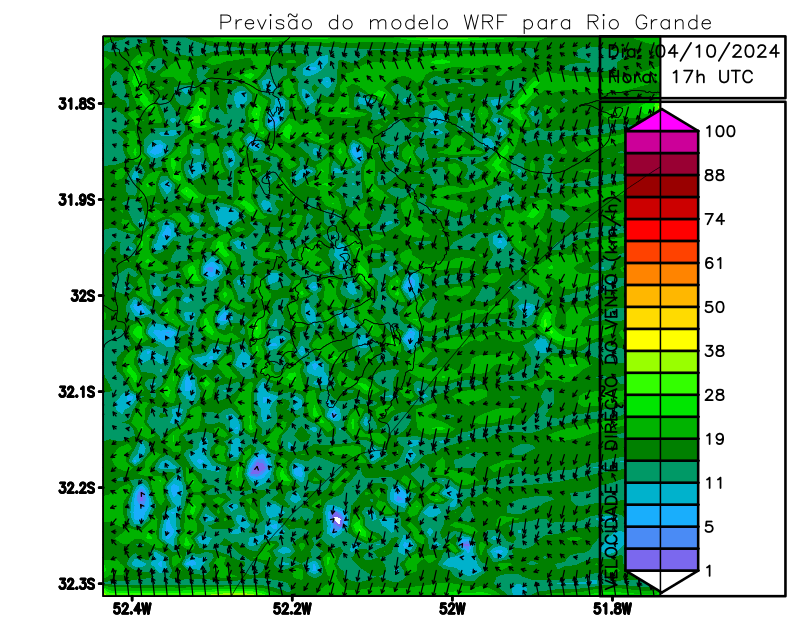 Previsão do modelo WRF para Rio Grande
Dia: 04/10/2024
Hora: 17h UTC
VELOCIDADE E DIREÇÃO DO VENTO (km/h)
100
88
74
61
50
38
28
19
11
5
1
31.8S
31.9S
32S
32.1S
32.2S
32.3S
52.4W
52.2W
52W
51.8W